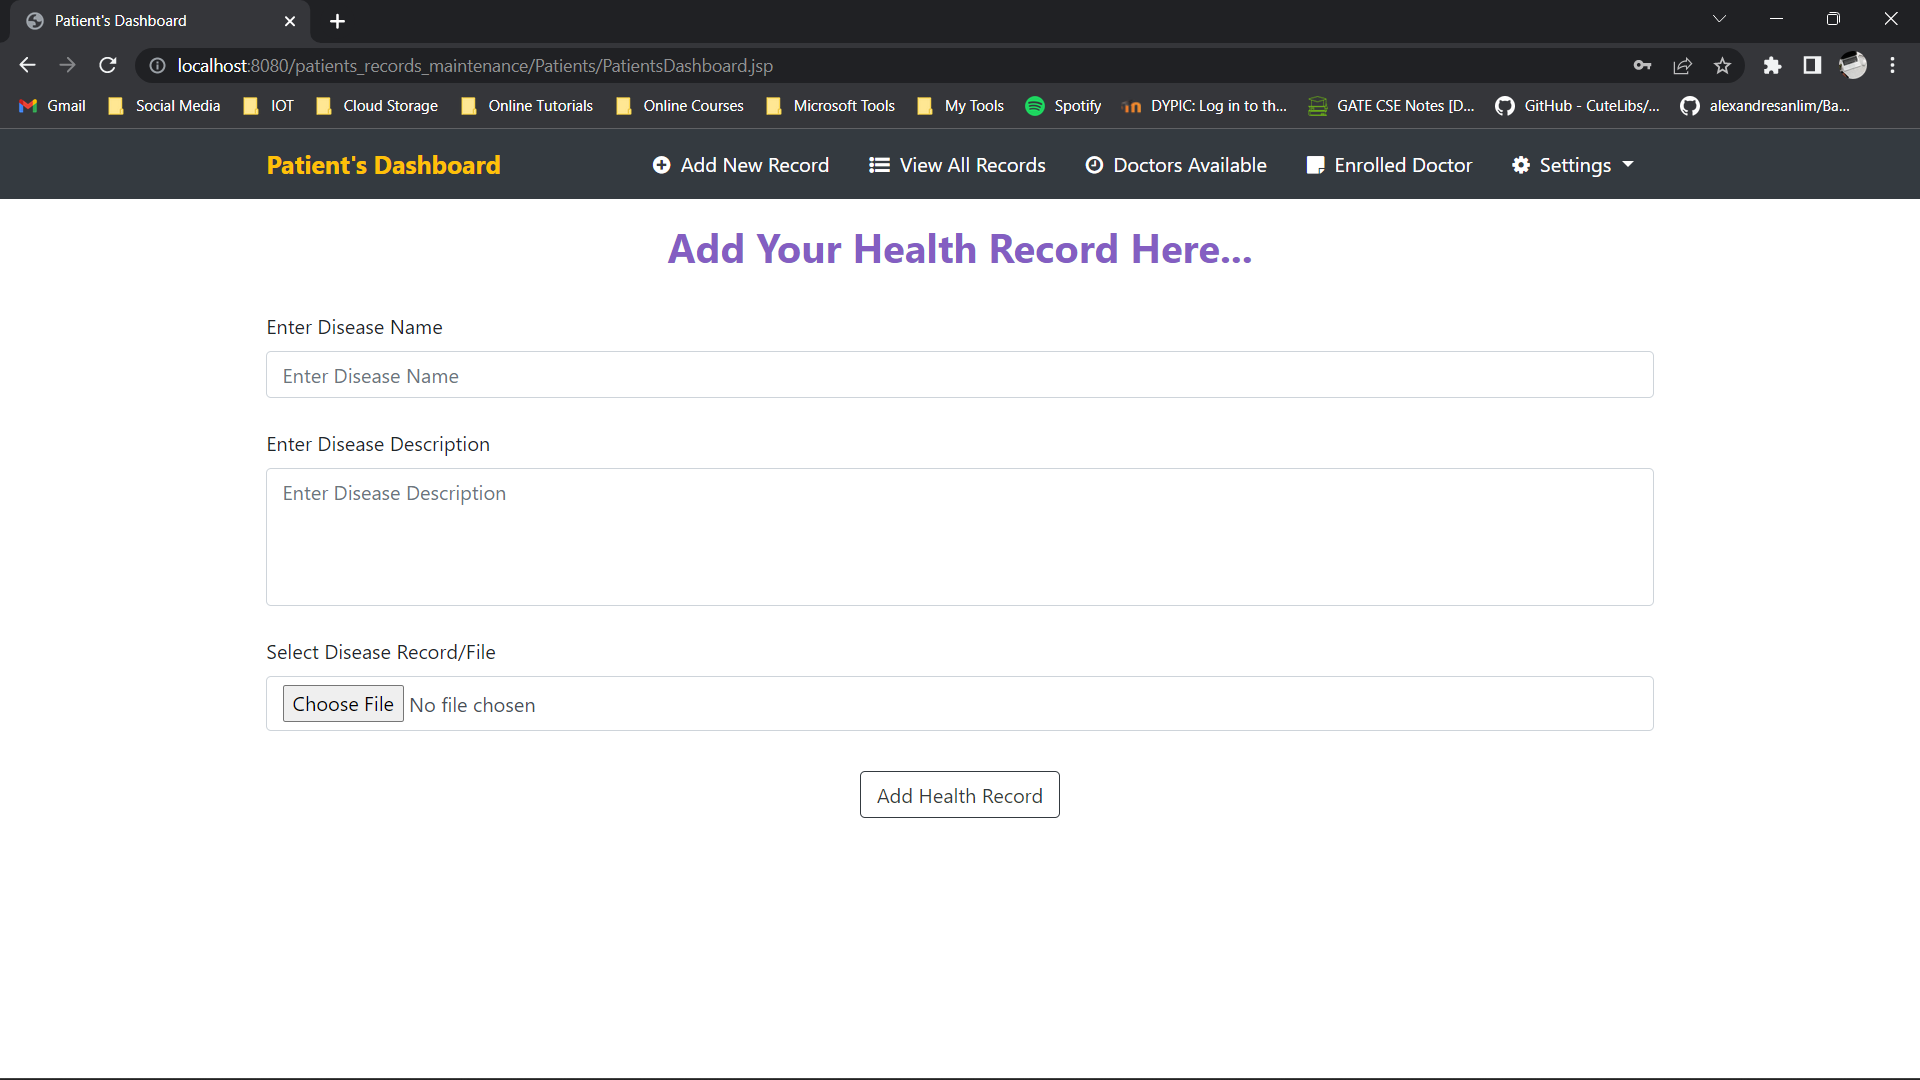 Patient's Dashboard
localhost:8080/patients_records_maintenance/Patients/PatientsDashboard.jsp
Gmail Social Media IOT Cloud Storage Online Tutorials Online Courses Microsoft Tools My Tools Spotify DYPIC: Log in to th... GATE CSE Notes [D... GitHub - CuteLibs/... alexandresanlim/Ba...
Patient's Dashboard Add New Record View All Records Doctors Available Enrolled Doctor Settings
Add Your Health Record Here...
Enter Disease Name
Enter Disease Name
Enter Disease Description
Enter Disease Description
Select Disease Record/File
Choose File No file chosen
Add Health Record